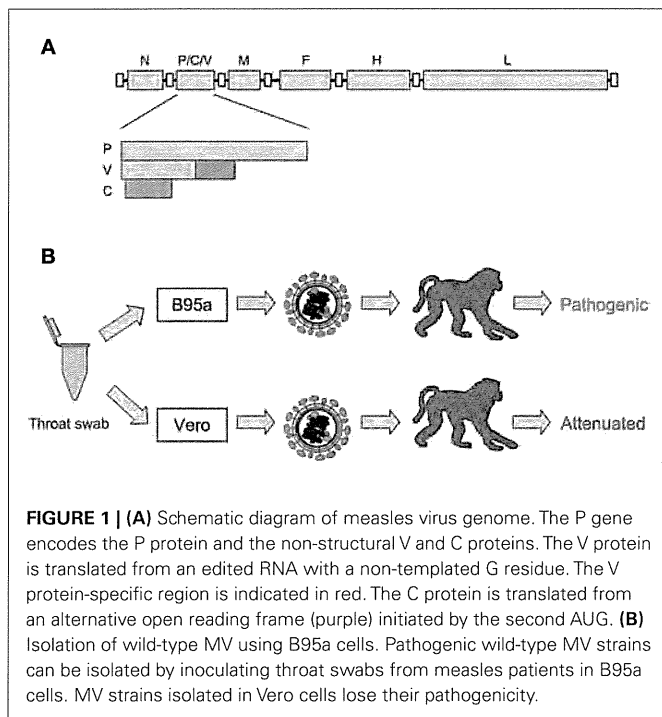 A
N P/C/V M F H L
P
V
C
B
B95a Pathogenic
Throat swab
Vero Attenuated
FIGURE 1 | (A) Schematic diagram of measles virus genome. The P gene
encodes the P protein and the non-structural V and C proteins. The V protein
is translated from an edited RNA with a non-templated G residue. The V
protein-specific region is indicated in red. The C protein is translated from
an alternative open reading frame (purple) initiated by the second AUG. (B)
Isolation of wild-type MV using B95a cells. Pathogenic wild-type MV strains
can be isolated by inoculating throat swabs from measles patients in B95a
cells. MV strains isolated in Vero cells lose their pathogenicity.